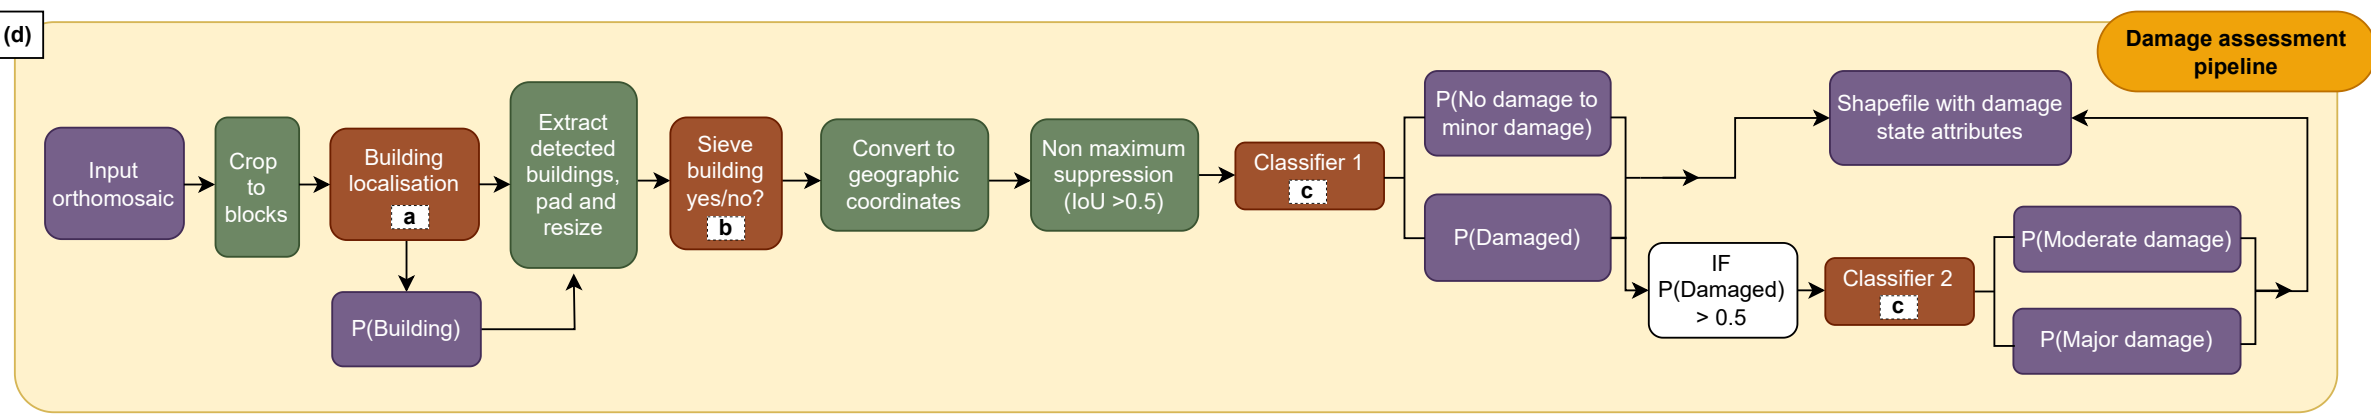 (d)
Damage assessment
pipeline
Input
orthomosaic
Crop
to
blocks
Building
localisation
a
P(Building)
Extract
detected
buildings,
pad and
resize
Sieve
building
yes/no?
b
Convert to
geographic
coordinates
Non maximum
suppression
(IoU >0.5)
Classifier 1
c
P(No damage to
minor damage)
P(Damaged)
Shapefile with damage
state attributes
IF
P(Damaged)
> 0.5
Classifier 2
c
P(Moderate damage)
P(Major damage)